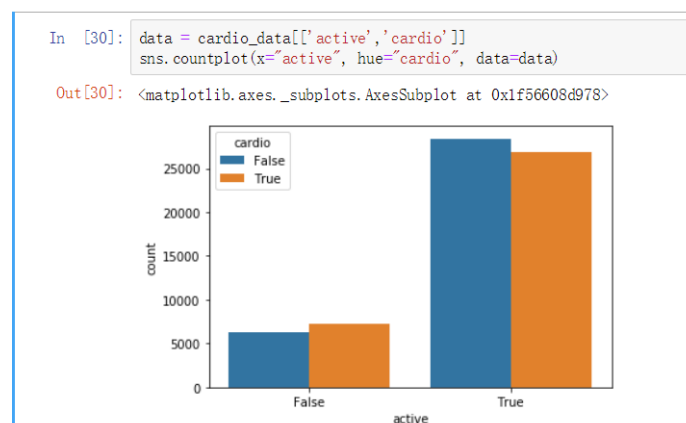 In [30]: data = cardio_data[['active','cardio']]
sns.countplot(x="active", hue="cardio", data=data)
Out[30]: <matplotlib.axes._subplots.AxesSubplot at 0x1f56608d978>
cardio
False
True
25000
20000
15000
10000
5000
0
count
False True
active